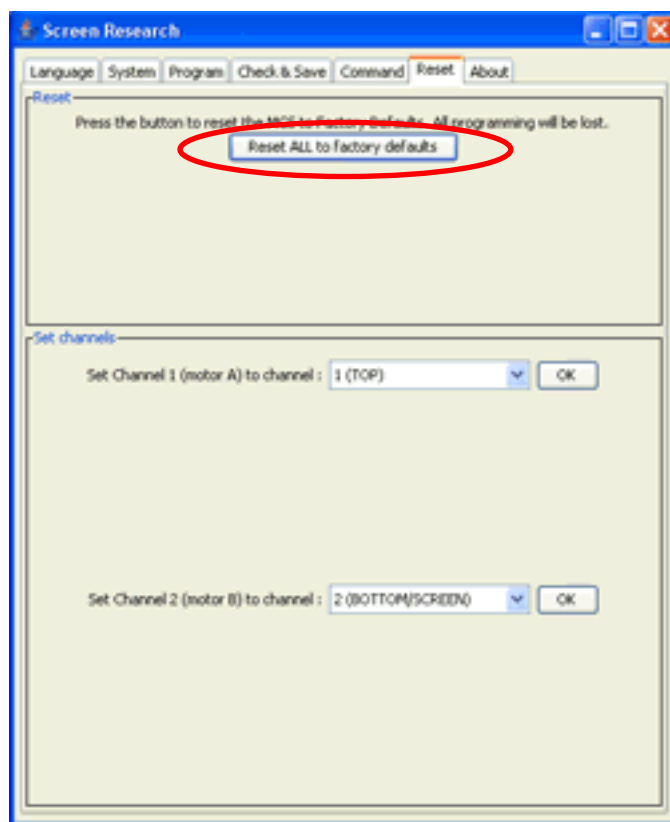 Screen Research
Language System Program Check & Save Command Reset About
Reset
Press the button to reset the MCS to Factory Defaults. All programming will be lost.
Reset ALL to factory defaults
Set channels
Set Channel 1 (motor A) to channel : 1 (TOP) OK
Set Channel 2 (motor B) to channel : 2 (BOTTOM/SCREEN) OK